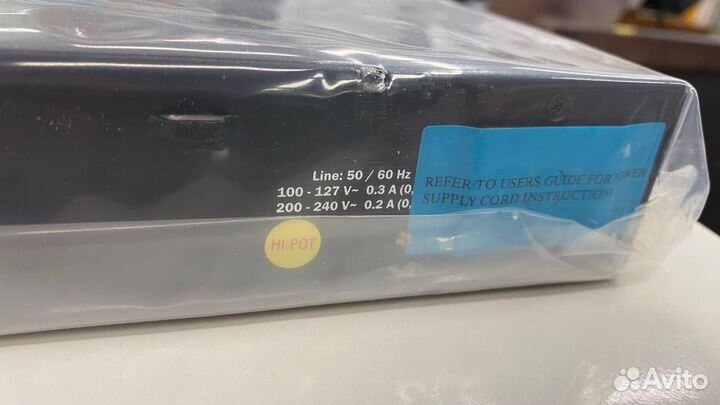 Line: 50 / 60 Hz
100 - 127 V~ 0.3 A (0,
200 - 240 V~ 0.2 A (0,
REFER TO USERS GUIDE FOR POWER
SUPPLY CORD INSTRUCTIONS
HI-POT
Avito